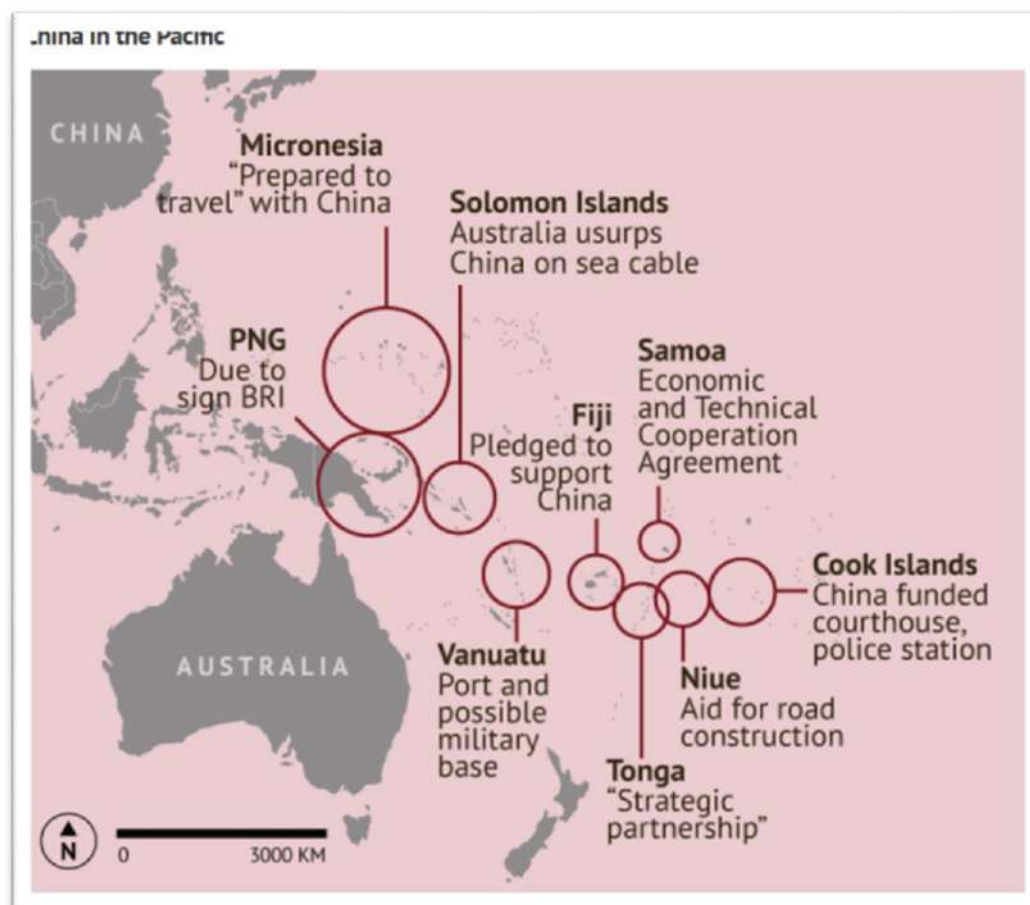 China in the Pacific
CHINA
Micronesia
“Prepared to
travel” with China
Solomon Islands
Australia usurps
China on sea cable
PNG
Due to
sign BRI
Samoa
Economic
and Technical
Cooperation
Agreement
Fiji
Pledged to
support
China
Cook Islands
China funded
courthouse,
police station
AUSTRALIA
Vanuatu
Port and
possible
military
base
Niue
Aid for road
construction
Tonga
“Strategic
partnership”
N
0 3000 KM